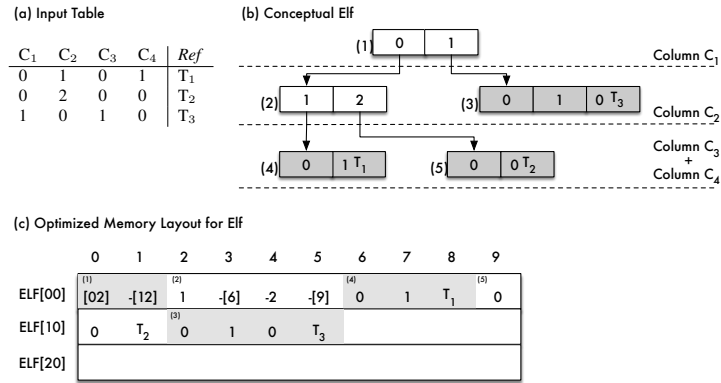 (a) Input Table
C1 C2 C3 C4 Ref
0 1 0 1 T1
0 2 0 0 T2
1 0 1 0 T3
(b) Conceptual Elf
(1) 0 1
Column C1
(2) 1 2
(3) 0 1 0 T3
Column C2
(4) 0 1 T1
(5) 0 0 T2
Column C3
+
Column C4
(c) Optimized Memory Layout for Elf
0 1 2 3 4 5 6 7 8 9
(1) (2) (4) (5)
ELF[00] [02] -[12] 1 -[6] -2 -[9] 0 1 T1 0
(3)
ELF[10] 0 T2 0 1 0 T3
ELF[20]